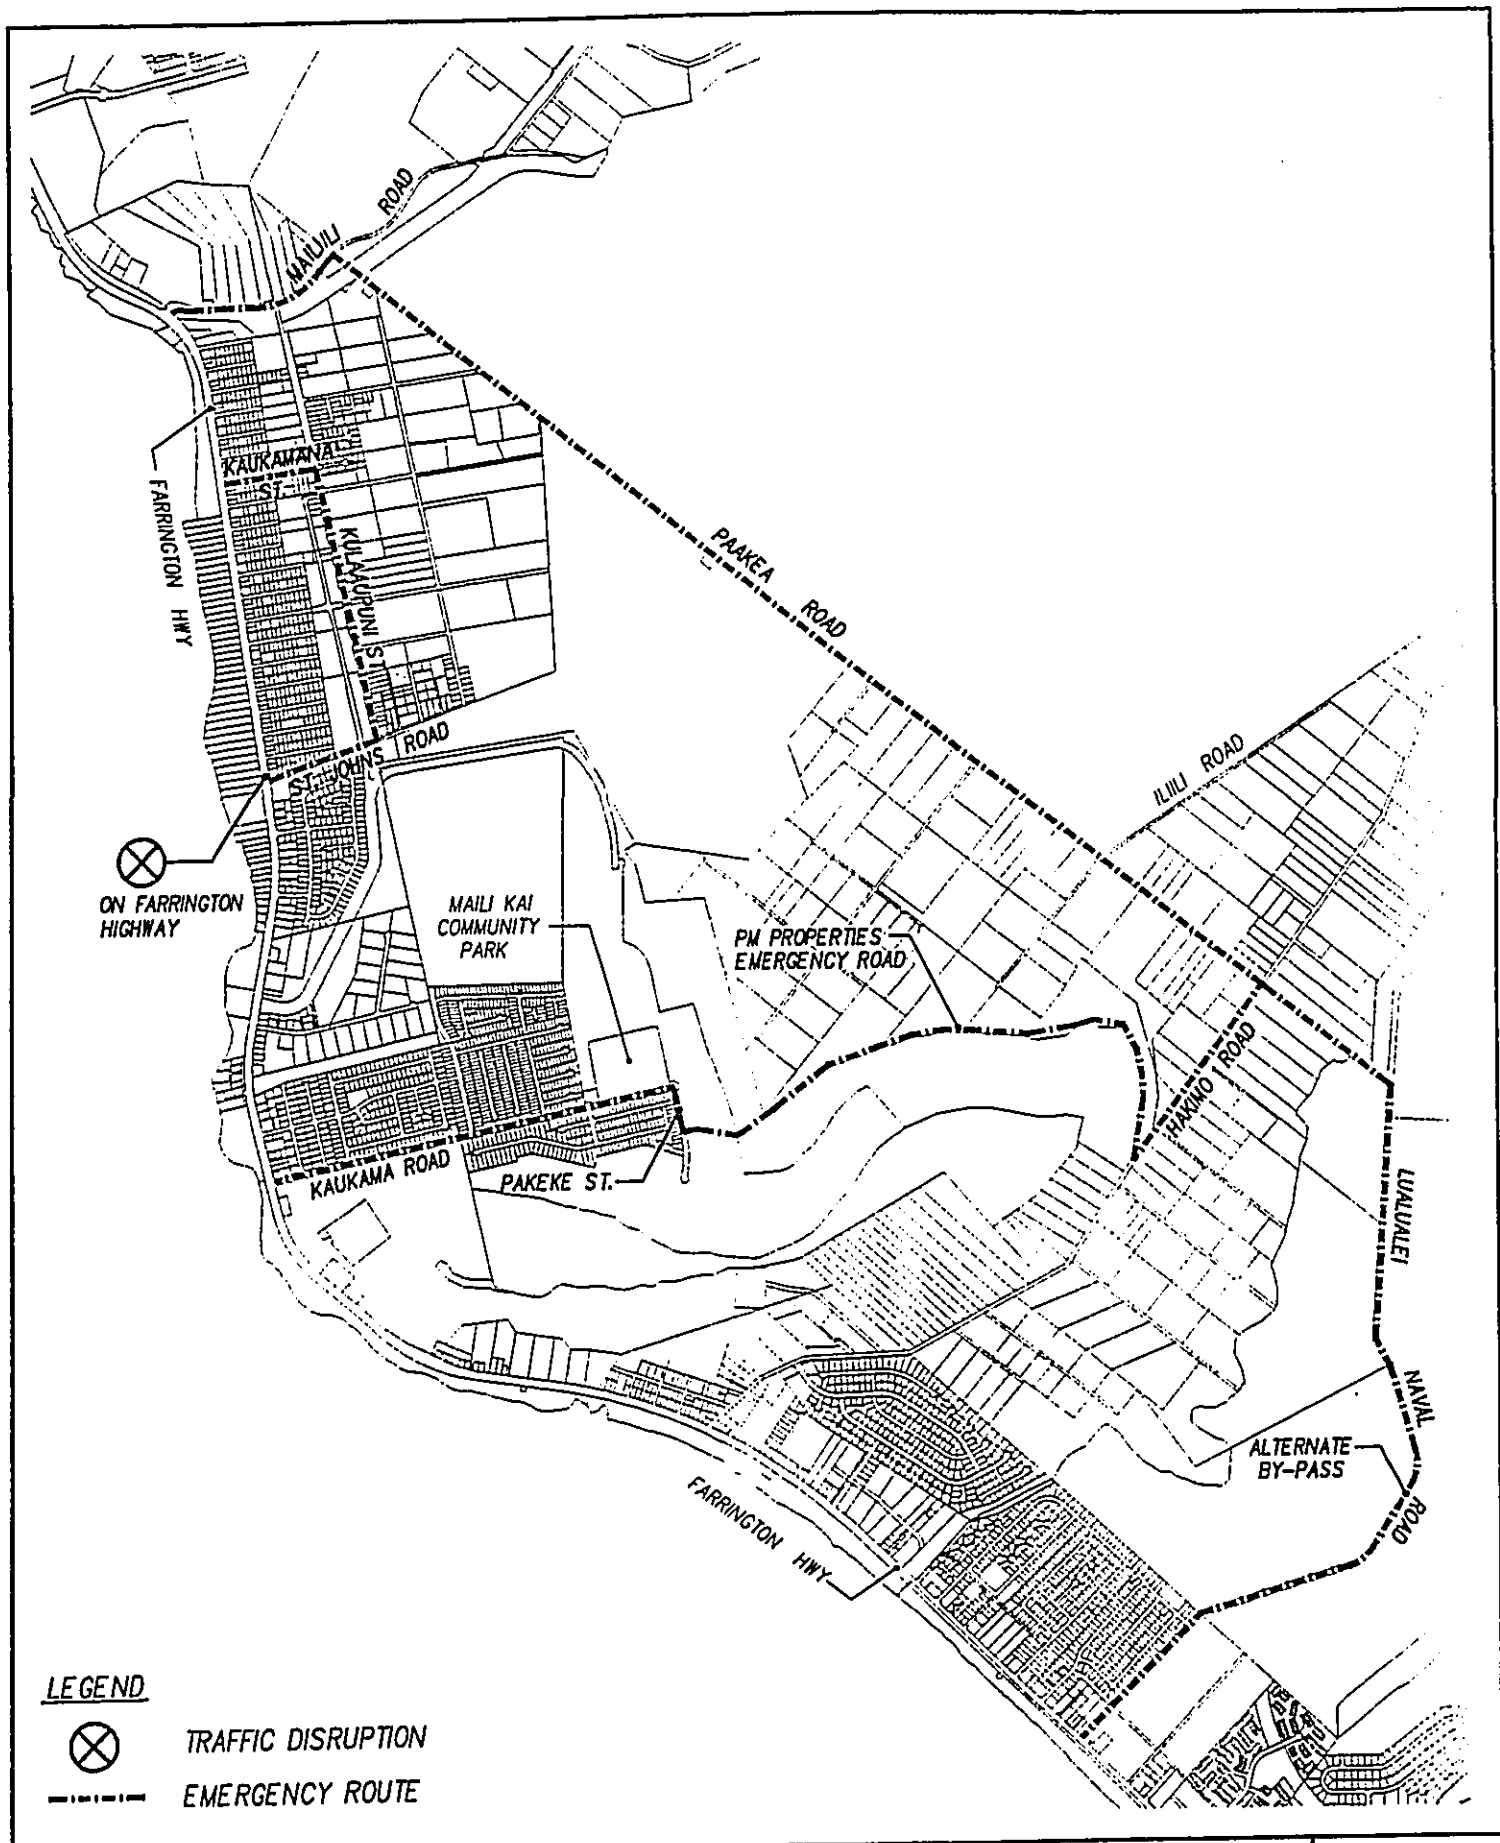 MAILIILI
ROAD
KAUKAMANA
ST.
FARRINGTON HWY
KULAAUPUNI ST.
PAAKEA
ROAD
ST. JOHNS
ROAD
ILIILI ROAD
ON FARRINGTON
HIGHWAY
MAILI KAI
COMMUNITY
PARK
PM PROPERTIES
EMERGENCY ROAD
HAKIMO ROAD
KAUKAMA ROAD
PAKEKE ST.
LUALUALEI
NAVAL
ROAD
ALTERNATE
BY-PASS
FARRINGTON HWY
LEGEND
TRAFFIC DISRUPTION
EMERGENCY ROUTE